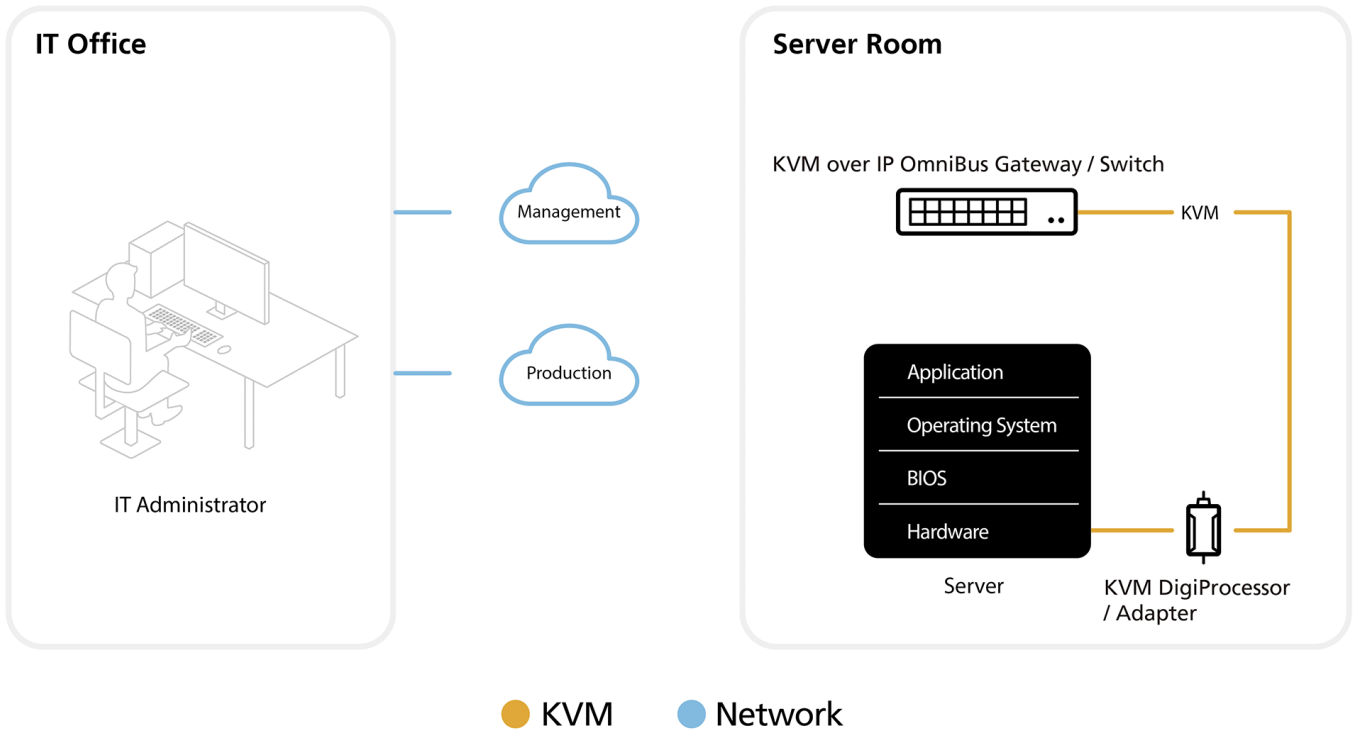 IT Office
Server Room
KVM over IP OmniBus Gateway / Switch
Management
KVM
Production
Application
Operating System
BIOS
Hardware
IT Administrator
Server
KVM DigiProcessor
/ Adapter
KVM
Network